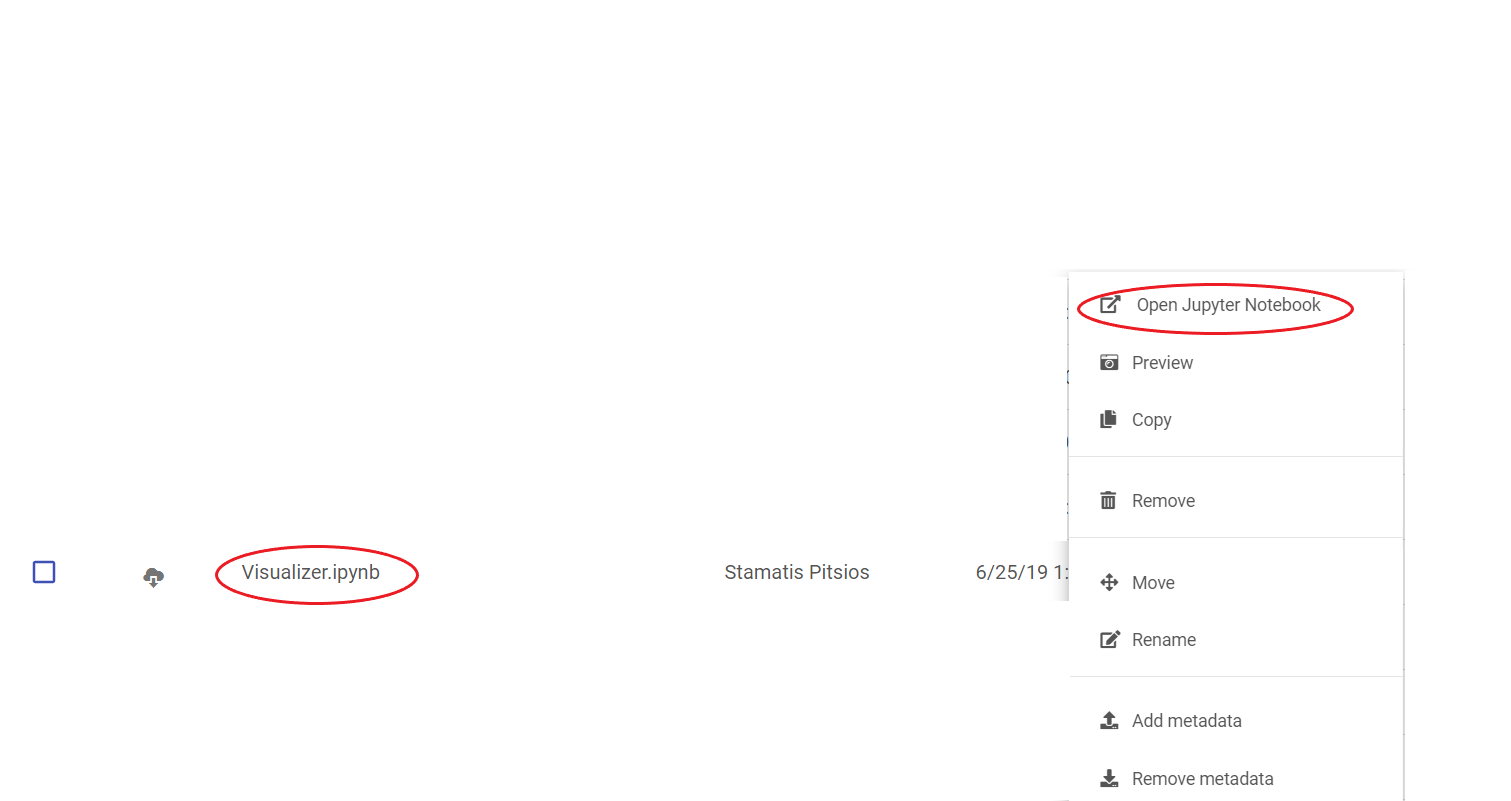 Open Jupyter Notebook
Preview
Copy
Remove
Visualizer.ipynb Stamatis Pitsios 6/25/19 1:
Move
Rename
Add metadata
Remove metadata